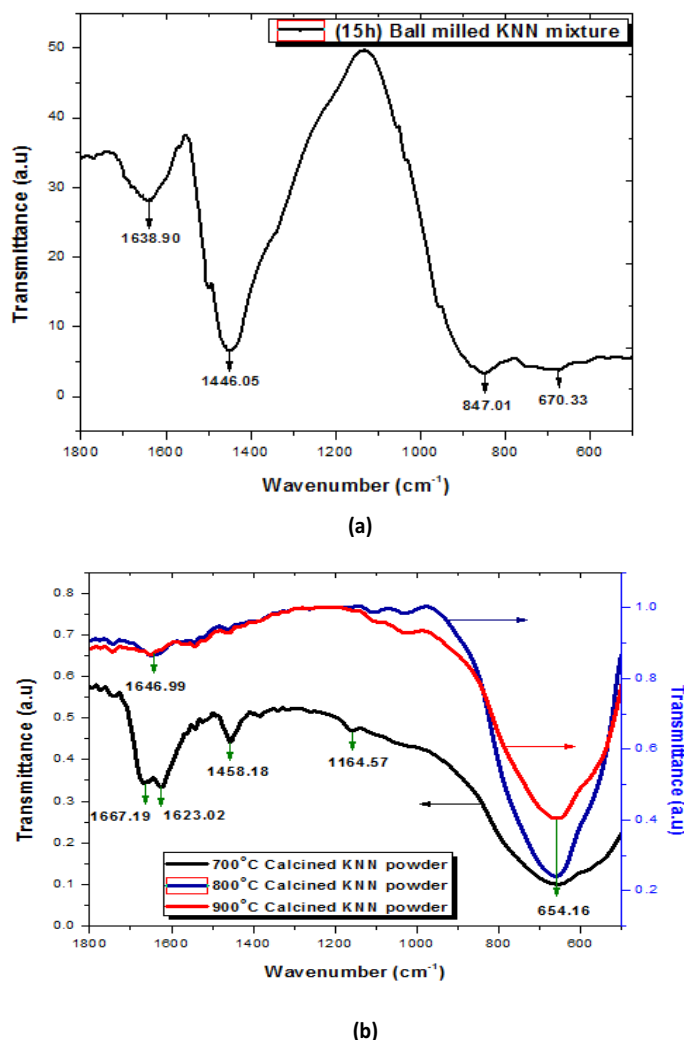 (15h) Ball milled KNN mixture
Transmittance (a.u)
50
40
30
20
10
0
1638.90
1446.05
847.01
670.33
1800 1600 1400 1200 1000 800 600
Wavenumber (cm-1)
(a)
Transmittance (a.u)
0.8
0.7
0.6
0.5
0.4
0.3
0.2
0.1
0.0
1.0
0.8
0.6
0.4
0.2
Transmittance (a.u)
1646.99
1458.18
1164.57
1667.19 1623.02
700°C Calcined KNN powder
800°C Calcined KNN powder
900°C Calcined KNN powder
654.16
1800 1600 1400 1200 1000 800 600
Wavenumber (cm-1)
(b)